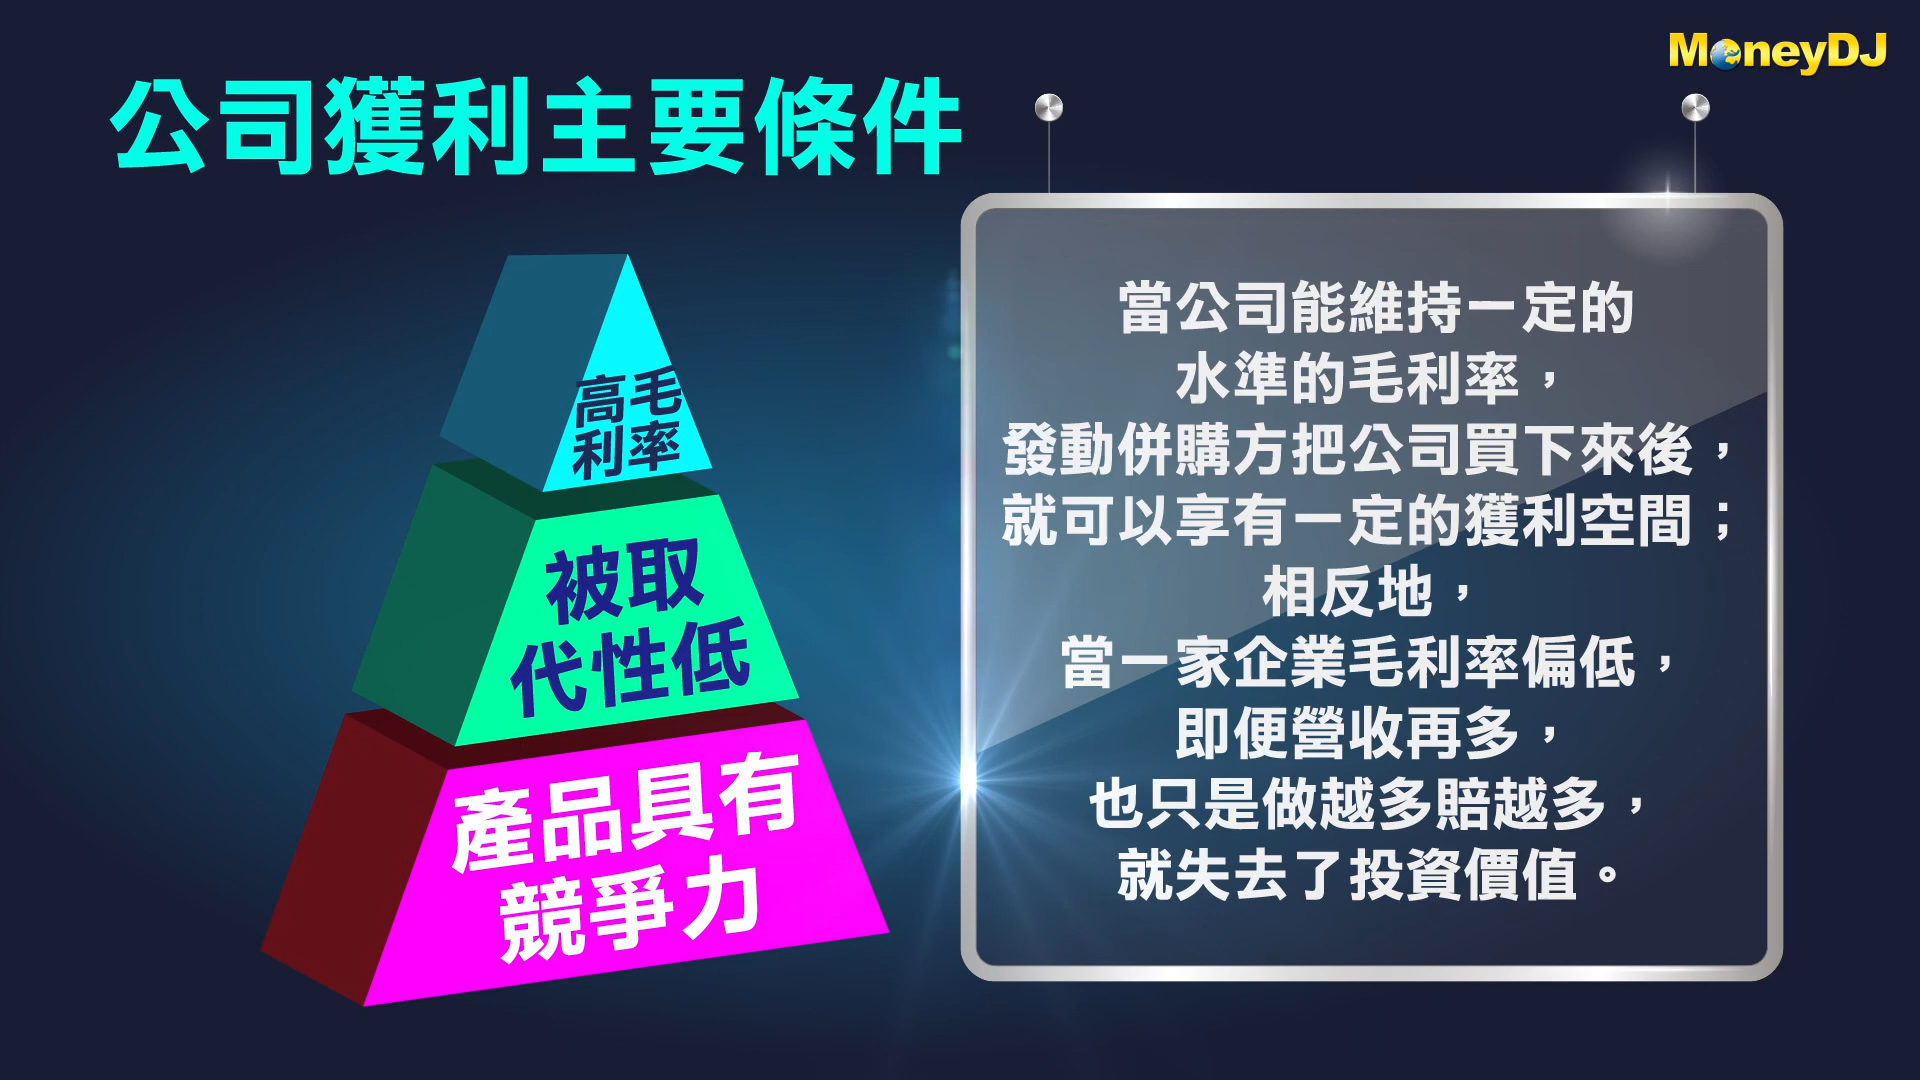 MoneyDJ
公司獲利主要條件
高毛
利率
被取
代性低
產品具有
競爭力
當公司能維持一定的
水準的毛利率，
發動併購方把公司買下來後，
就可以享有一定的獲利空間；
相反地，
當一家企業毛利率偏低，
即便營收再多，
也只是做越多賠越多，
就失去了投資價值。